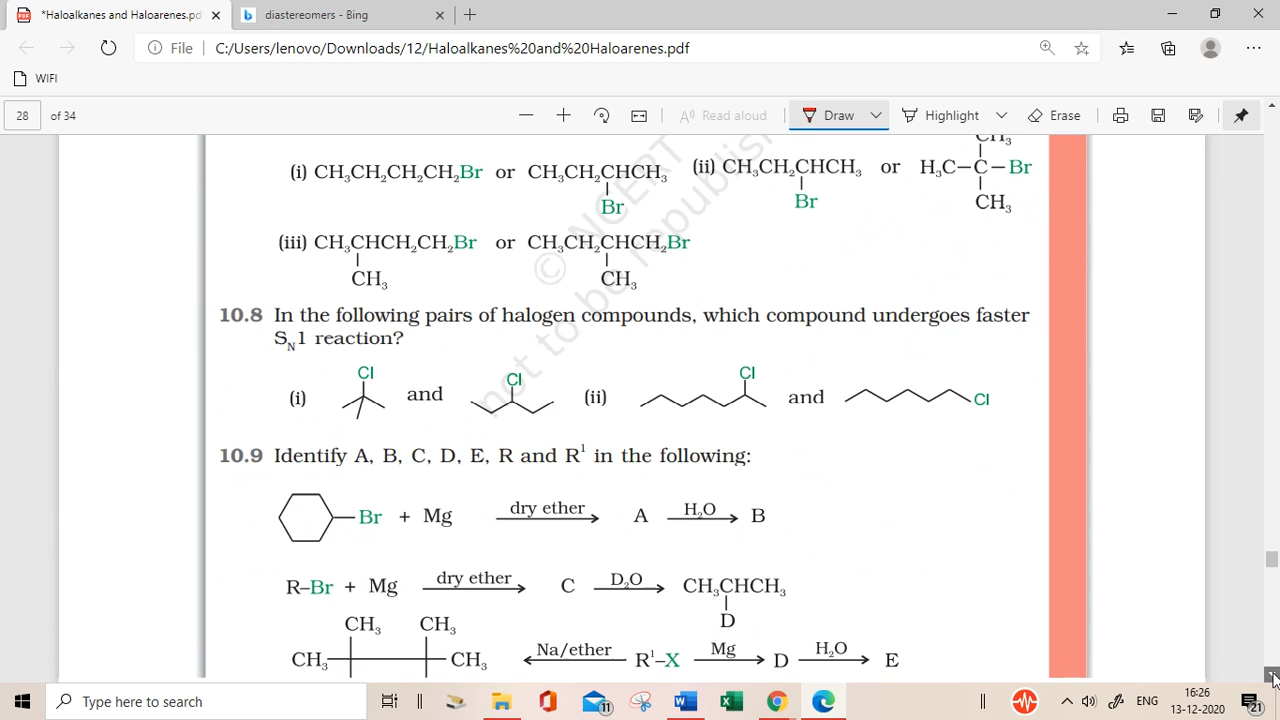 *Haloalkanes and Haloarenes.pd
diastereomers - Bing
File C:/Users/lenovo/Downloads/12/Haloalkanes%20and%20Haloarenes.pdf
WIFI
28 of 34
Read aloud Draw Highlight Erase
CH₃
(i) CH₃CH₂CH₂CH₂Br or CH₃CH₂CHCH₃ (ii) CH₃CH₂CHCH₃ or H₃C–C–Br
Br Br CH₃
(iii) CH₃CHCH₂CH₂Br or CH₃CH₂CHCH₂Br
CH₃ CH₃
© NCERT
not to be republish
10.8 In the following pairs of halogen compounds, which compound undergoes faster
S_N1 reaction?
Cl Cl Cl
(i) and (ii) and Cl
10.9 Identify A, B, C, D, E, R and R¹ in the following:
Br + Mg dry ether A H₂O B
R–Br + Mg dry ether C D₂O CH₃CHCH₃
D
CH₃ CH₃
CH₃ CH₃ Na/ether R¹–X Mg D H₂O E
Type here to search
11
ENG
16:26
13-12-2020
21